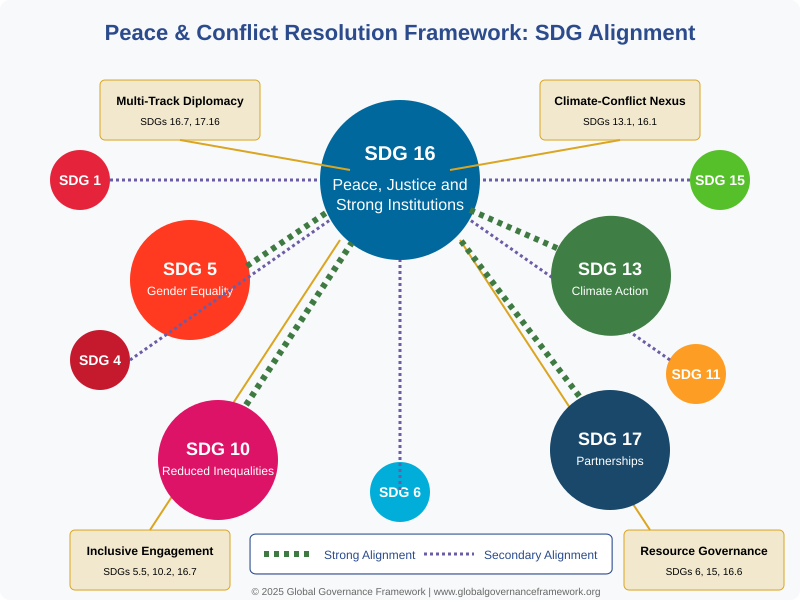 Peace & Conflict Resolution Framework: SDG Alignment
Multi-Track Diplomacy
SDGs 16.7, 17.16
Climate-Conflict Nexus
SDGs 13.1, 16.1
SDG 16
Peace, Justice and
Strong Institutions
SDG 1
SDG 15
SDG 5
Gender Equality
SDG 13
Climate Action
SDG 4
SDG 11
SDG 10
Reduced Inequalities
SDG 17
Partnerships
SDG 6
Inclusive Engagement
SDGs 5.5, 10.2, 16.7
Strong Alignment
Secondary Alignment
Resource Governance
SDGs 6, 15, 16.6
© 2025 Global Governance Framework | www.globalgovernanceframework.org